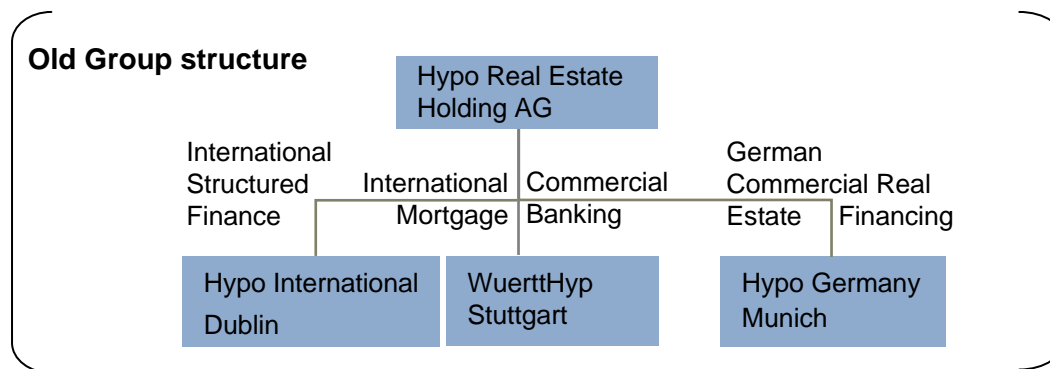 Old Group structure
Hypo Real Estate
Holding AG
International
Structured
Finance
International Commercial
Mortgage Banking
German
Commercial Real
Estate Financing
Hypo International
Dublin
WuerttHyp
Stuttgart
Hypo Germany
Munich